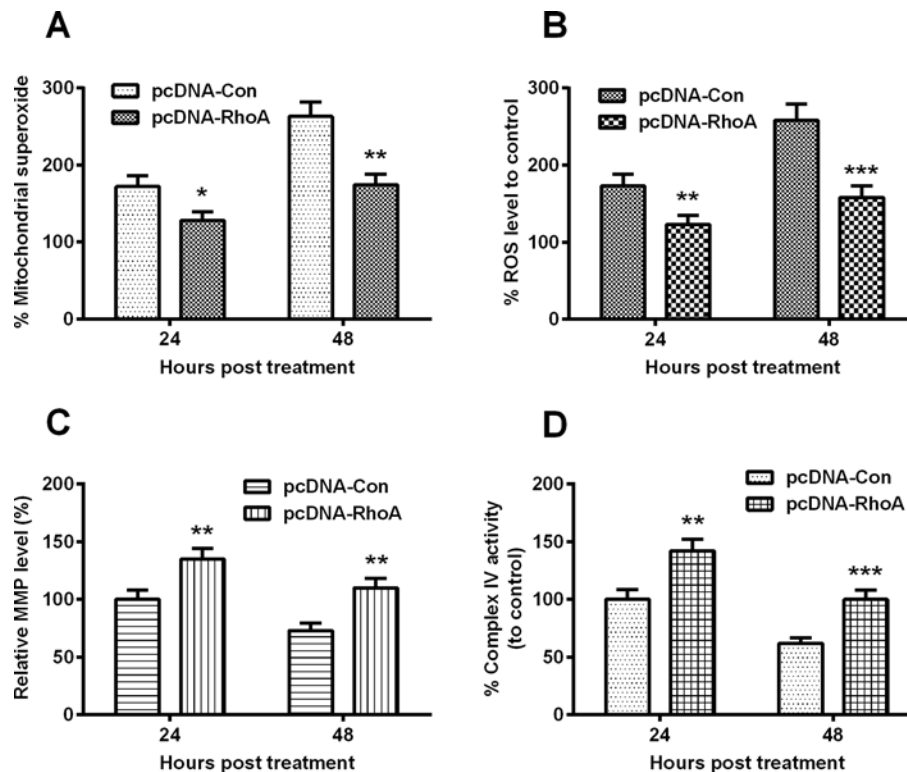 A
pcDNA-Con
pcDNA-RhoA
% Mitochondrial superoxide
300
200
100
0
*
**
24
48
Hours post treatment
B
pcDNA-Con
pcDNA-RhoA
% ROS level to control
300
200
100
0
**
***
24
48
Hours post treatment
C
pcDNA-Con
pcDNA-RhoA
Relative MMP level (%)
200
150
100
50
0
**
**
24
48
Hours post treatment
D
pcDNA-Con
pcDNA-RhoA
% Complex IV activity
(to control)
200
150
100
50
0
**
***
24
48
Hours post treatment